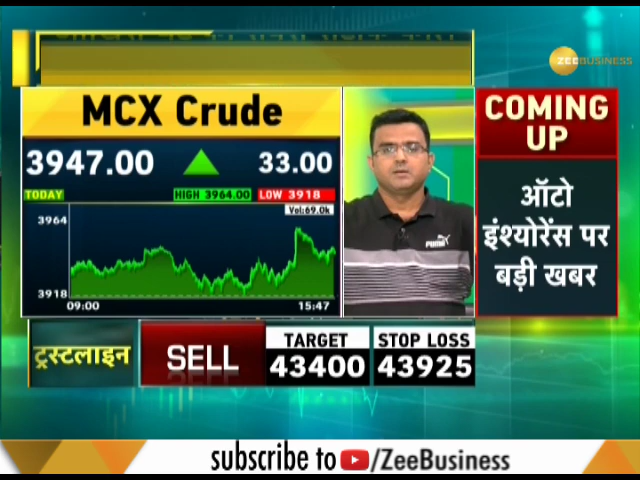 ZEEBUSINESS
MCX Crude
3947.00 33.00
TODAY HIGH 3964.00 LOW 3918
Vol:69.0k
3964
3918
09:00 15:47
PUMA
COMING
UP
ऑटो
इंश्योरेंस पर
बड़ी खबर
ट्रस्टलाइन
SELL
TARGET
43400
STOP LOSS
43925
subscribe to /ZeeBusiness